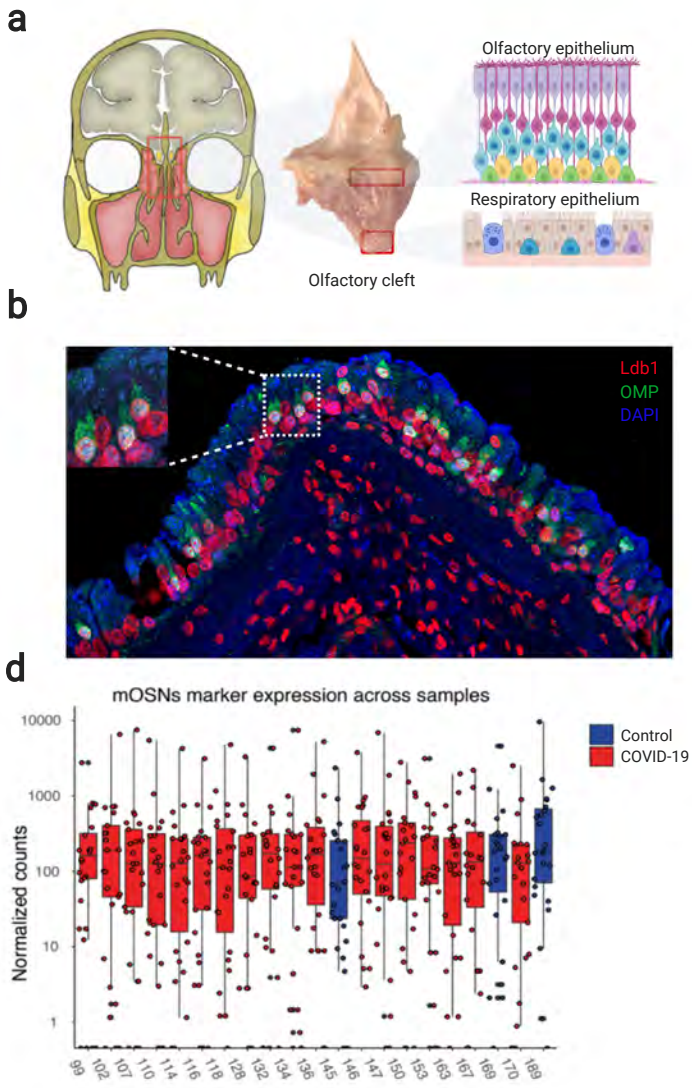 a
Olfactory epithelium
Respiratory epithelium
Olfactory cleft
b
Ldb1
OMP
DAPI
d
mOSNs marker expression across samples
10000
1000
100
10
1
Normalized counts
Control
COVID-19
99 102 107 110 114 116 118 128 132 134 136 145 146 147 150 153 163 167 169 170 189